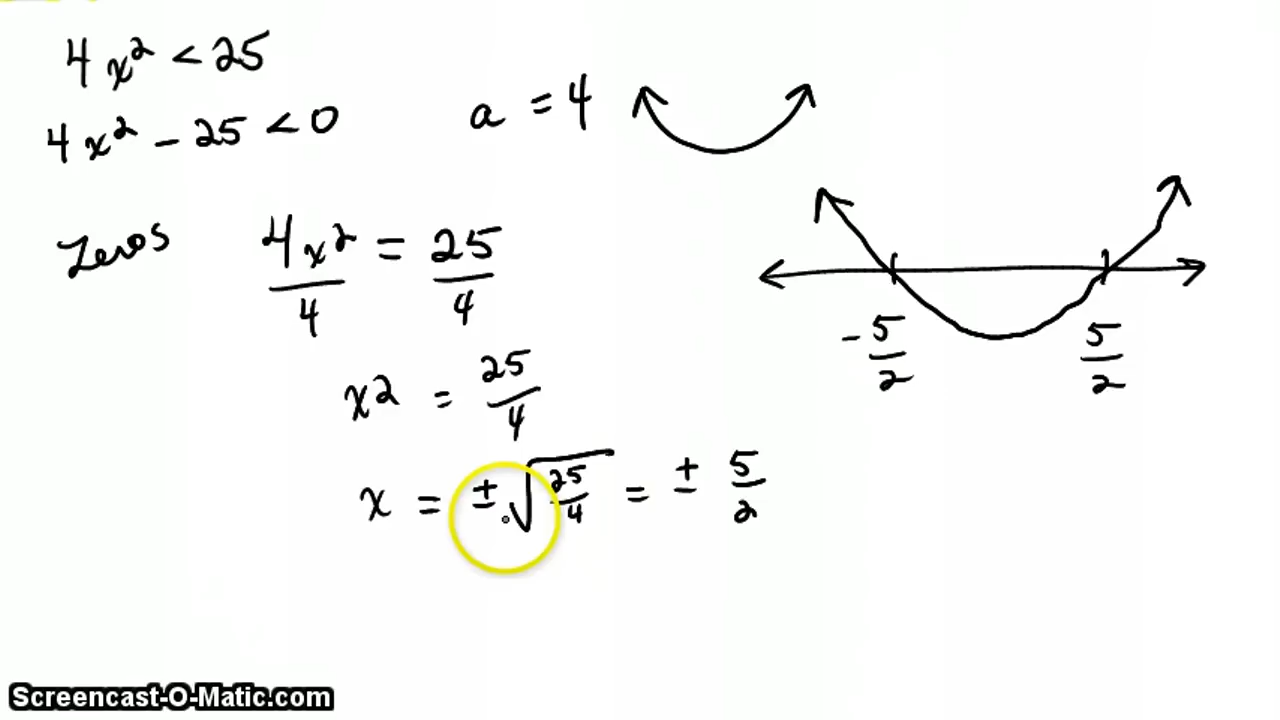 4x² < 25
4x² - 25 < 0
a = 4
Zeros
4x²/4 = 25/4
x2 = 25/4
x = ± √(25/4) = ± 5/2
-5/2
5/2
Screencast-O-Matic.com